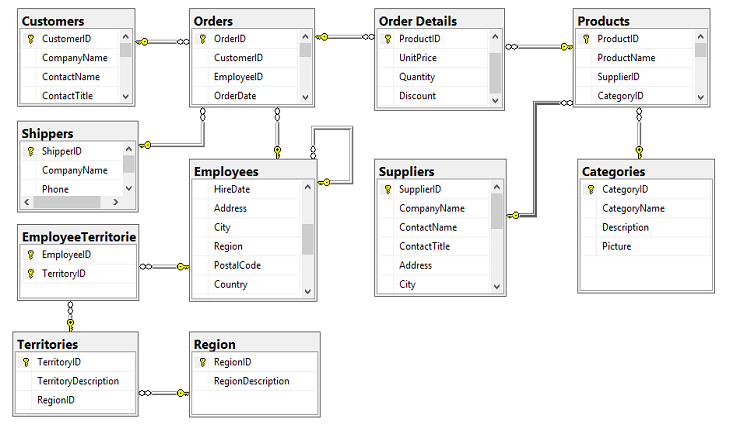 Customers
CustomerID
CompanyName
ContactName
ContactTitle
Orders
OrderID
CustomerID
EmployeeID
OrderDate
Order Details
ProductID
UnitPrice
Quantity
Discount
Products
ProductID
ProductName
SupplierID
CategoryID
Shippers
ShipperID
CompanyName
Phone
Employees
HireDate
Address
City
Region
PostalCode
Country
Suppliers
SupplierID
CompanyName
ContactName
ContactTitle
Address
City
Categories
CategoryID
CategoryName
Description
Picture
EmployeeTerritorie
EmployeeID
TerritoryID
Territories
TerritoryID
TerritoryDescription
RegionID
Region
RegionID
RegionDescription